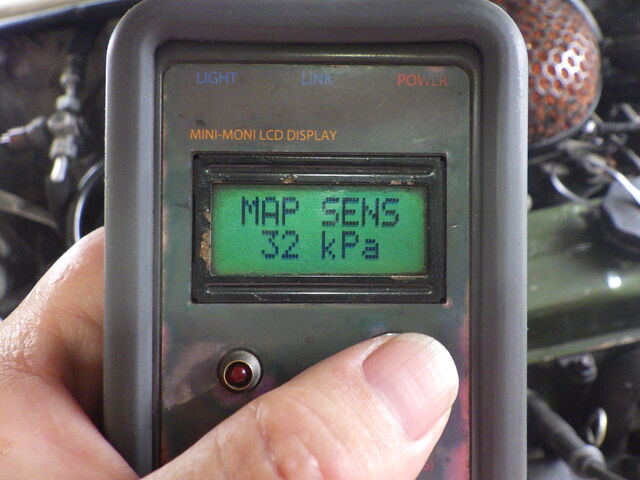 LIGHT LINK POWER
MINI-MONI LCD DISPLAY
MAP SENS
32 kPa